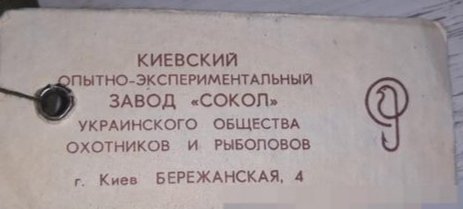 КИЕВСКИЙ
ОПЫТНО-ЭКСПЕРИМЕНТАЛЬНЫЙ
ЗАВОД «СОКОЛ»
УКРАИНСКОГО ОБЩЕСТВА
ОХОТНИКОВ И РЫБОЛОВОВ
г. Киев БЕРЕЖАНСКАЯ, 4